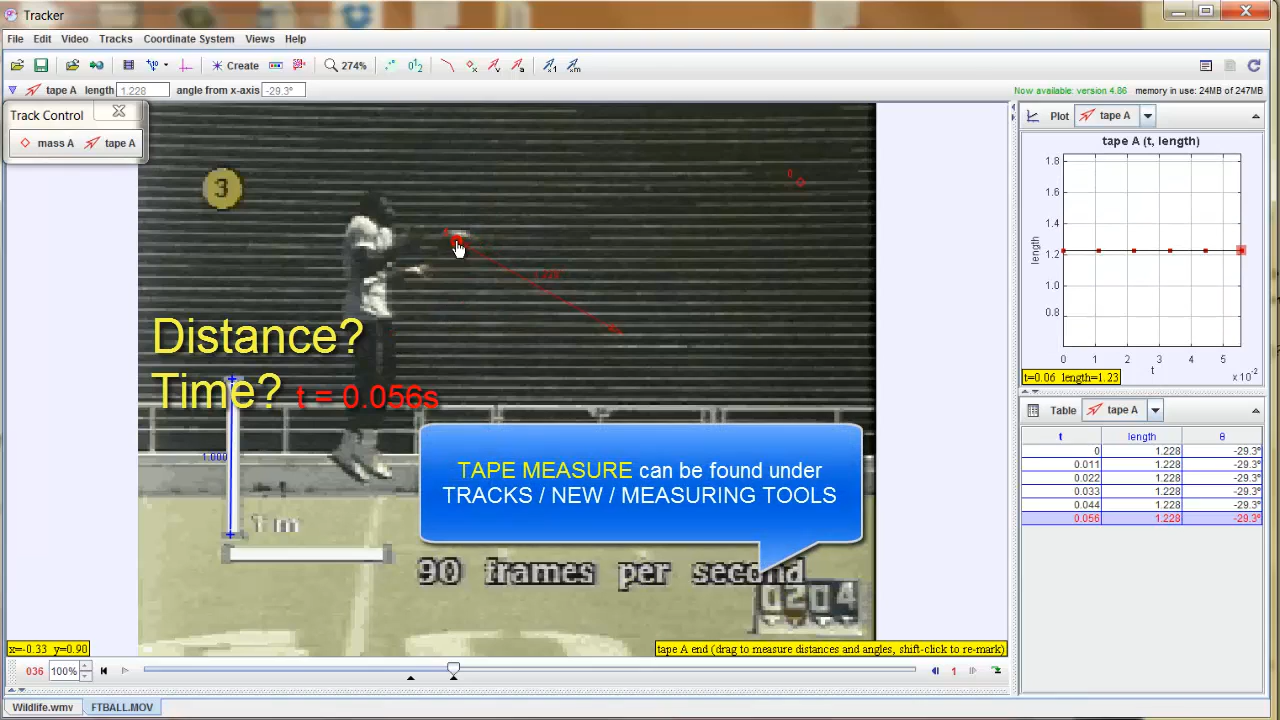 Tracker
File Edit Video Tracks Coordinate System Views Help
Create 274%
tape A length 1.228 angle from x-axis -29.3° Now available: version 4.86 memory in use: 24MB of 247MB
Track Control
mass A tape A
3
Distance?
Time? t = 0.056s
1.000
1 m
TAPE MEASURE can be found under
TRACKS / NEW / MEASURING TOOLS
90 frames per second
0204
x=-0.33 y=0.90
tape A end (drag to measure distances and angles, shift-click to re-mark)
036 100% 1
Wildlife.wmv FTBALL.MOV
Plot tape A
tape A (t, length)
1.8
1.6
1.4
1.2
1.0
0.8
length
0 1 2 3 4 5
t x10⁻²
t=0.06 length=1.23
Table tape A
t length θ
0 1.228 -29.3°
0.011 1.228 -29.3°
0.022 1.228 -29.3°
0.033 1.228 -29.3°
0.044 1.228 -29.3°
0.056 1.228 -29.3°